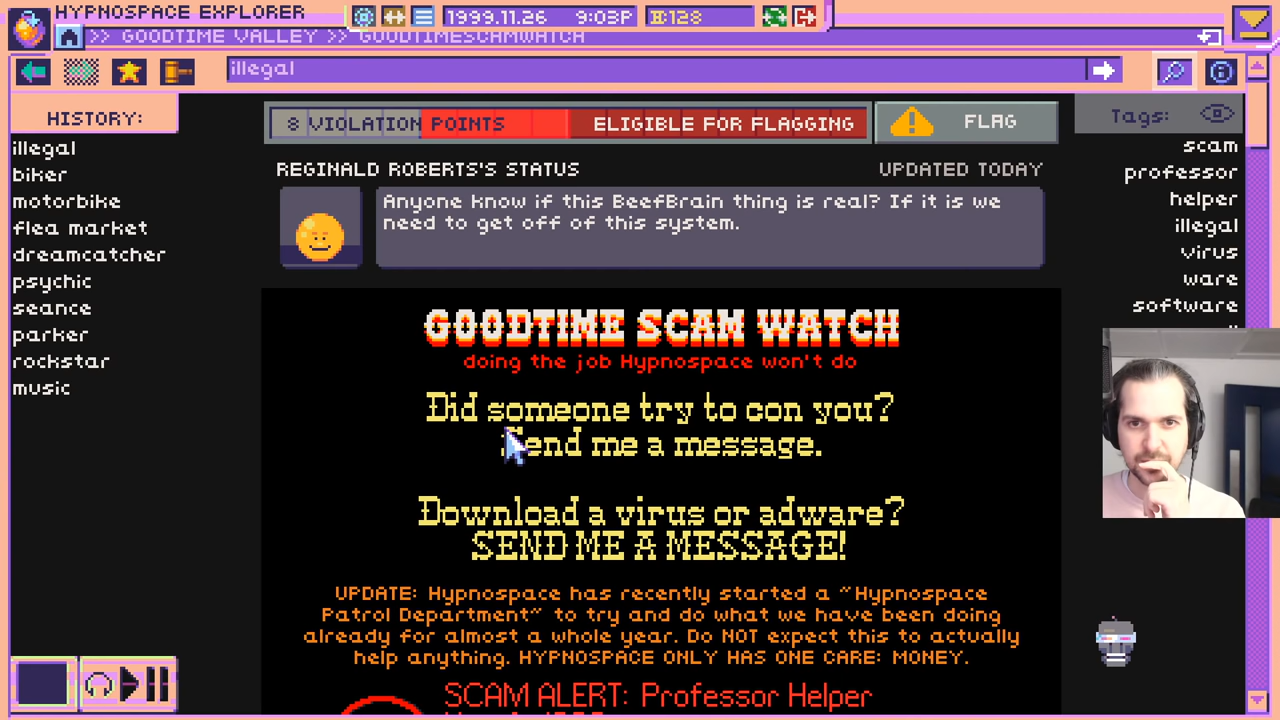 HYPNOSPACE EXPLORER
1999.11.26 9:03P
128
>> GOODTIME VALLEY >> GOODTIMESCAMWATCH
illegal
HISTORY:
illegal
biker
motorbike
flea market
dreamcatcher
psychic
seance
parker
rockstar
music
8 VIOLATION POINTS ELIGIBLE FOR FLAGGING
FLAG
REGINALD ROBERTS'S STATUS
UPDATED TODAY
Anyone know if this BeefBrain thing is real? If it is we
need to get off of this system.
GOODTIME SCAM WATCH
doing the job Hypnospace won't do
Did someone try to con you?
Send me a message.
Download a virus or adware?
SEND ME A MESSAGE!
UPDATE: Hypnospace has recently started a ~Hypnospace
Patrol Department~ to try and do what we have been doing
already for almost a whole year. Do NOT expect this to actually
help anything. HYPNOSPACE ONLY HAS ONE CARE: MONEY.
SCAM ALERT: Professor Helper
Tags:
scam
professor
helper
illegal
virus
ware
software